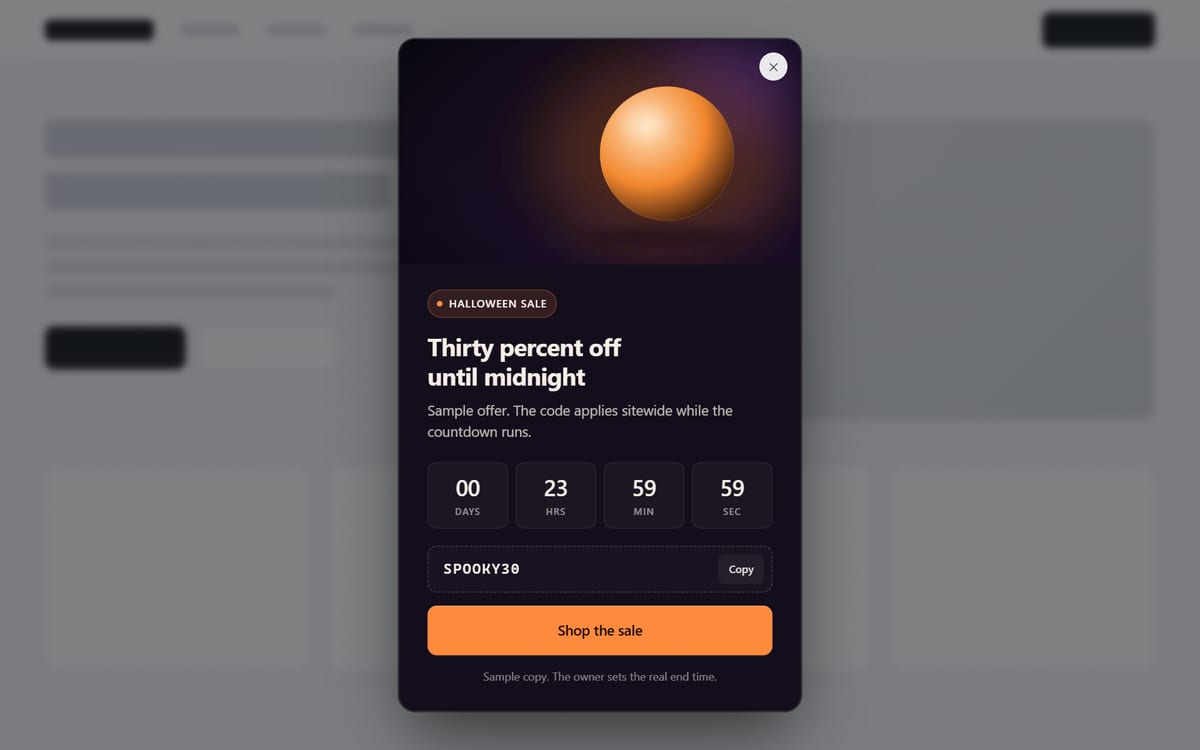 HALLOWEEN SALE
Thirty percent off
until midnight
Sample offer. The code applies sitewide while the
countdown runs.
00 23 59 59
DAYS HRS MIN SEC
SPOOKY30 Copy
Shop the sale
Sample copy. The owner sets the real end time.